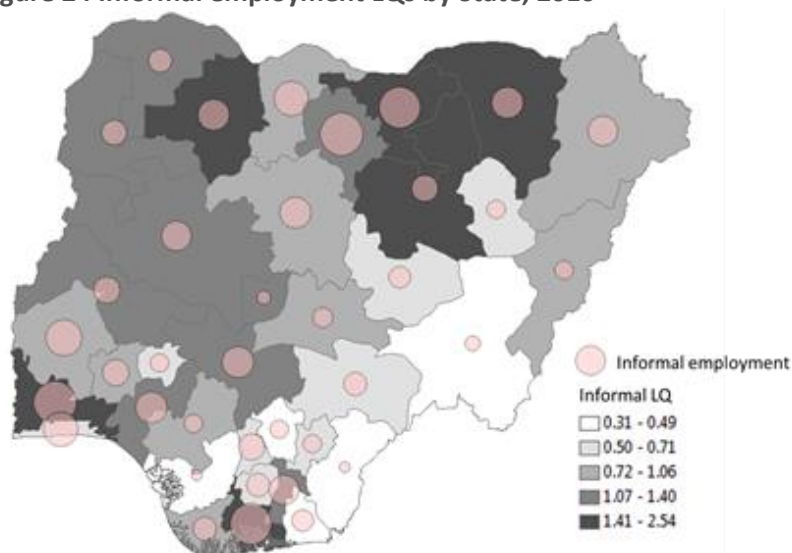 Informal employment
Informal LQ
0.31 - 0.49
0.50 - 0.71
0.72 - 1.06
1.07 - 1.40
1.41 - 2.54